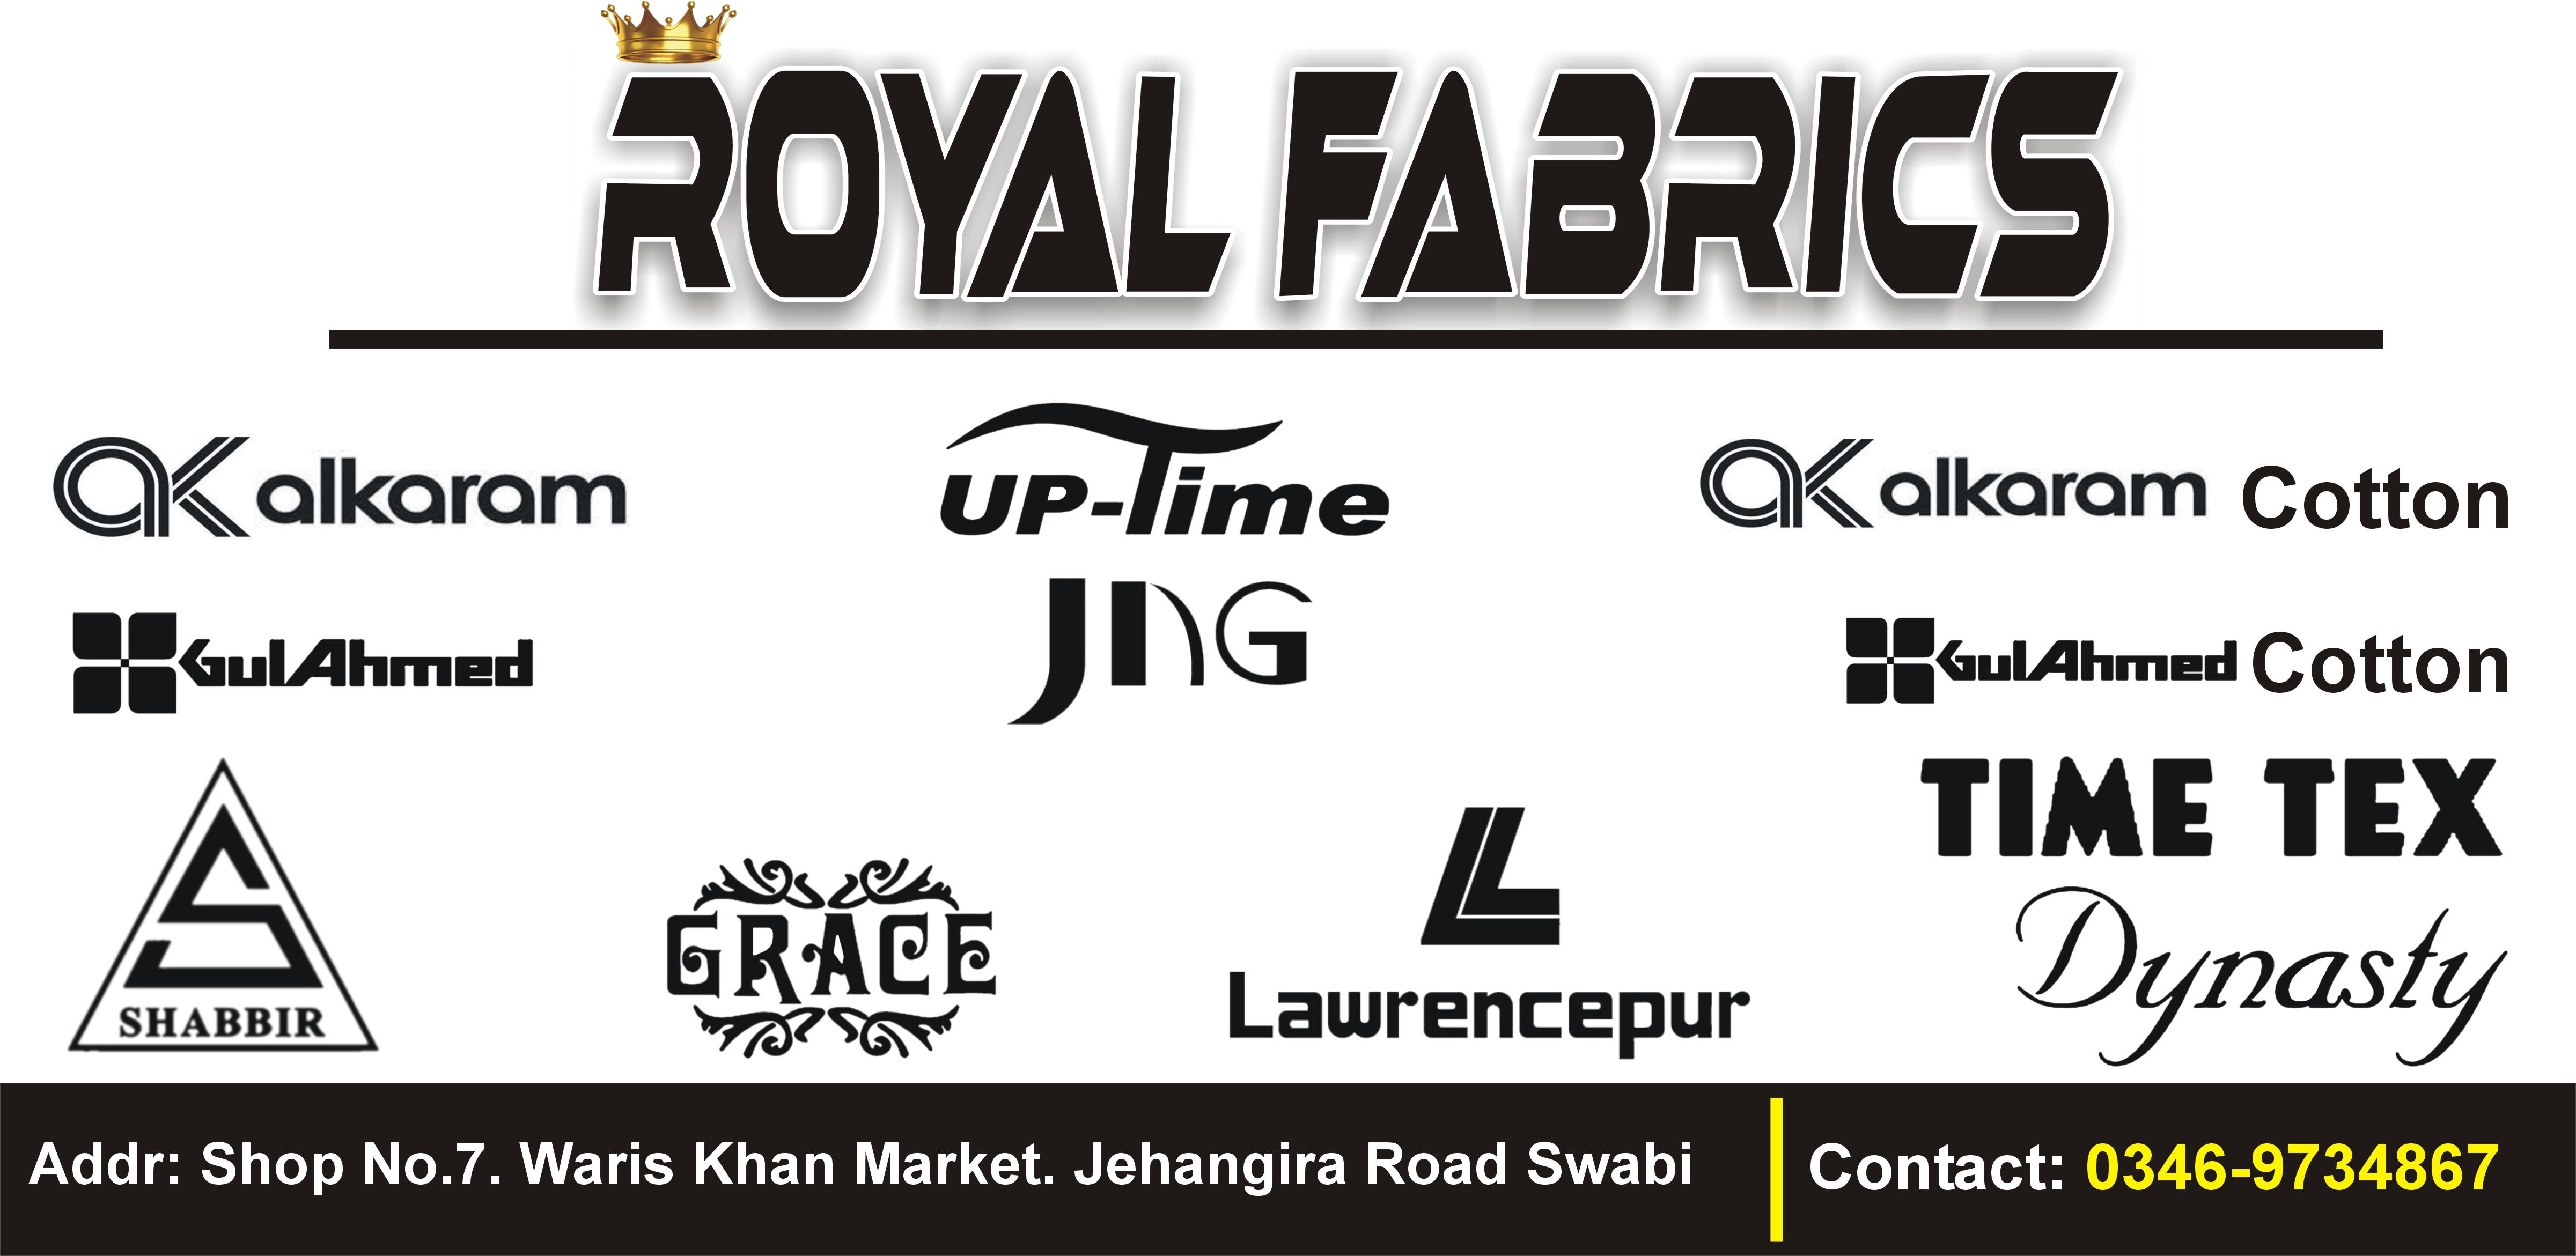 ROYAL FABRICS
alkaram
UP-Time
alkaram Cotton
GulAhmed
JNG
GulAhmed Cotton
SHABBIR
GRACE
Lawrencepur
TIME TEX
Dynasty
Addr: Shop No.7. Waris Khan Market. Jehangira Road Swabi
Contact: 0346-9734867